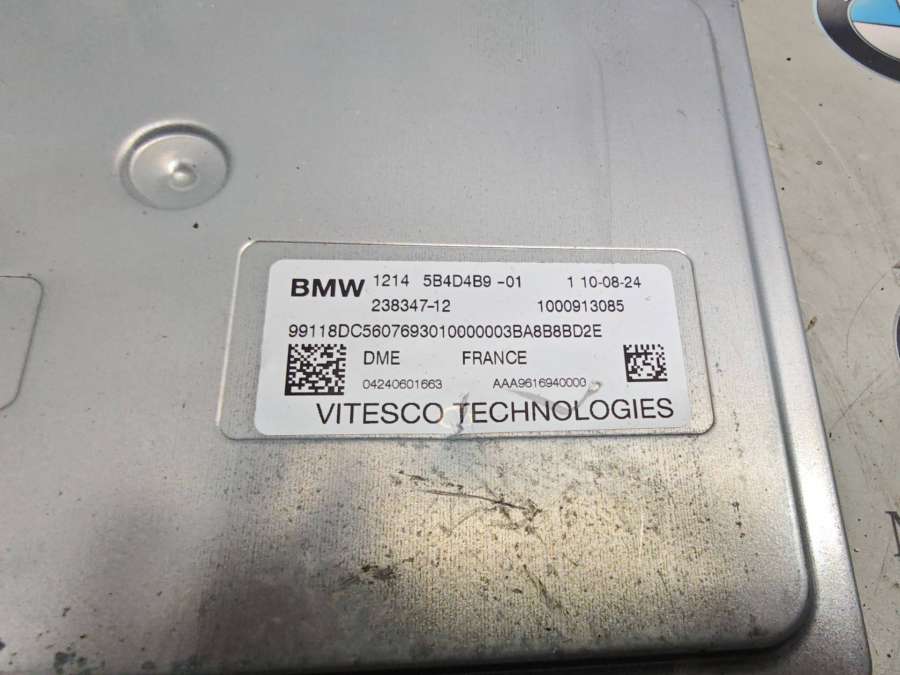 BMW 1214 5B4D4B9 -01 1 10-08-24
238347-12 1000913085
99118DC5607693010000003BA8B8BD2E
DME FRANCE
04240601663 AAA9616940000
VITESCO TECHNOLOGIES